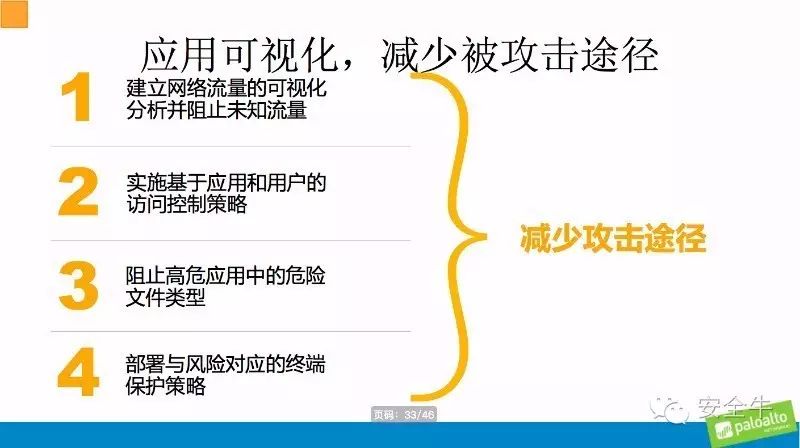 应用可视化，减少被攻击途径
1
建立网络流量的可视化
分析并阻止未知流量
2
实施基于应用和用户的
访问控制策略
3
阻止高危应用中的危险
文件类型
4
部署与风险对应的终端
保护策略
减少攻击途径
页码：33/46
安全牛
paloalto